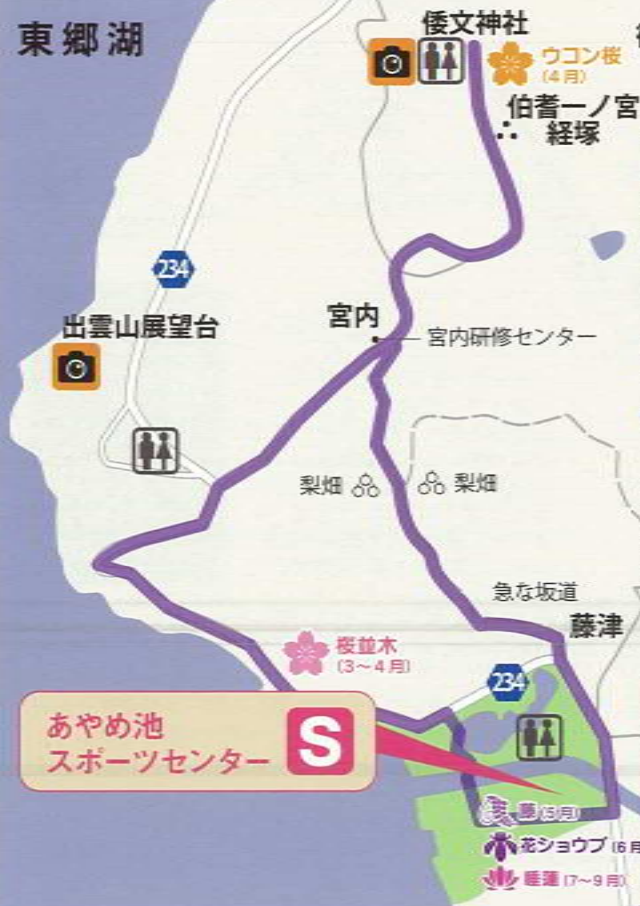 東郷湖
倭文神社
ウコン桜
(4月)
伯耆一ノ宮
経塚
234
出雲山展望台
宮内
宮内研修センター
梨畑
梨畑
急な坂道
藤津
桜並木
(3〜4月)
234
あやめ池
スポーツセンター
S
藤(5月)
花ショウブ(6月
睡蓮(7〜9月)